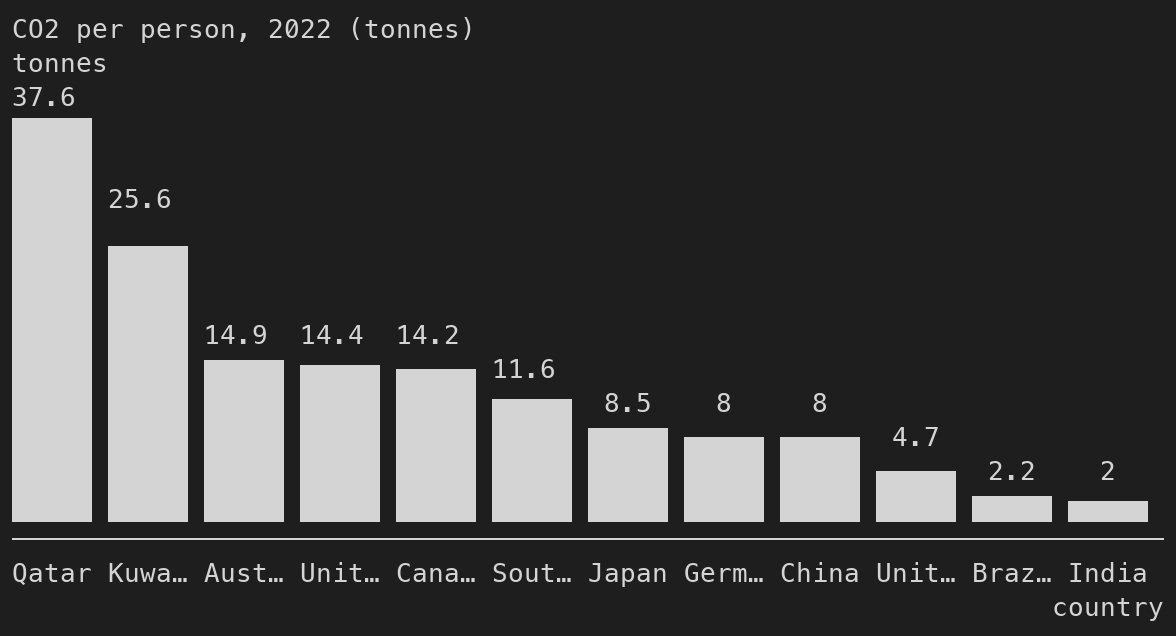 CO2 per person, 2022 (tonnes)
tonnes
37.6
25.6
14.9 14.4 14.2
11.6
8.5 8 8
4.7
2.2 2
Qatar Kuwa… Aust… Unit… Cana… Sout… Japan Germ… China Unit… Braz… India
country